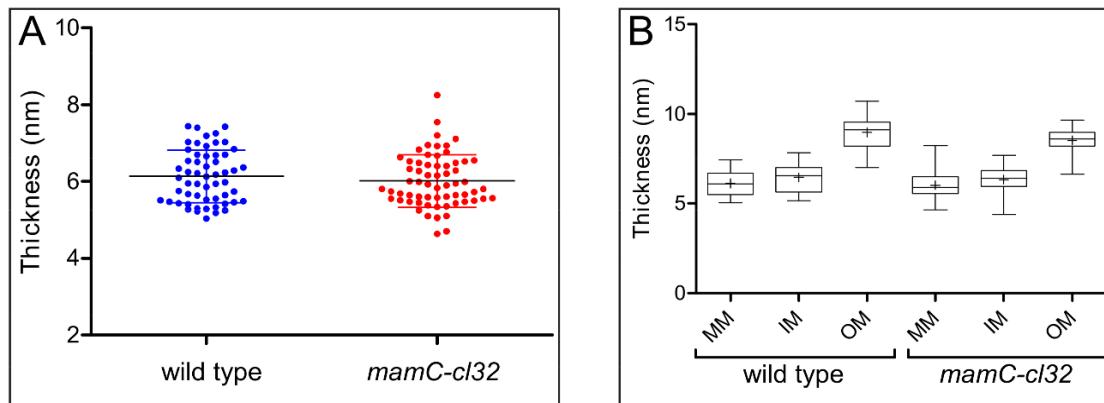 A
10
8
6
4
2
Thickness (nm)
wild type
mamC-cl32
B
15
10
5
0
Thickness (nm)
MM
IM
OM
MM
IM
OM
wild type
mamC-cl32